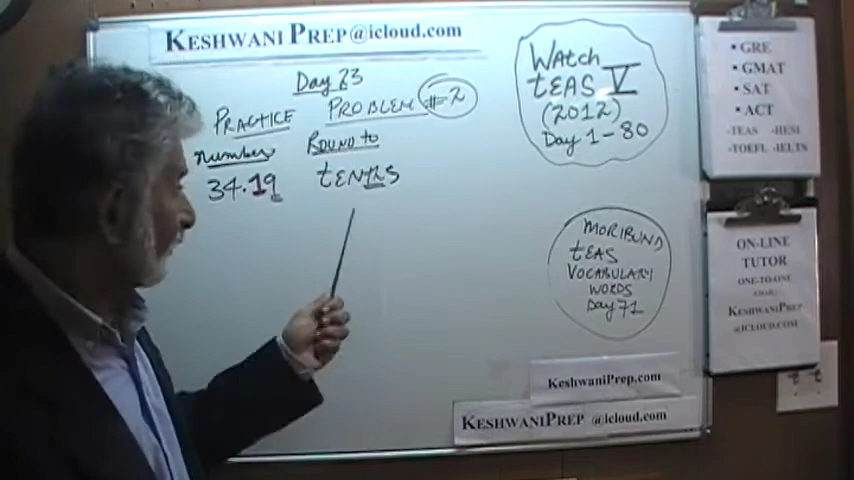 KESHWANI PREP@icloud.com
Day 23
PRACTICE PROBLEM #2
number Round to
34.19 tENths
WAtcH
tEAS V
(2012)
Day 1-80
MORIBUND
tEAS
VOCABULARY
WORDS
Day 71
• GRE
• GMAT
• SAT
• ACT
-TEAS -HESI
-TOEFL -IELTS
ON-LINE
TUTOR
ONE-TO-ONE
KESHWANIPREP
@ICLOUD.COM
KeshwaniPrep.com
KESHWANIPREP @icloud.com